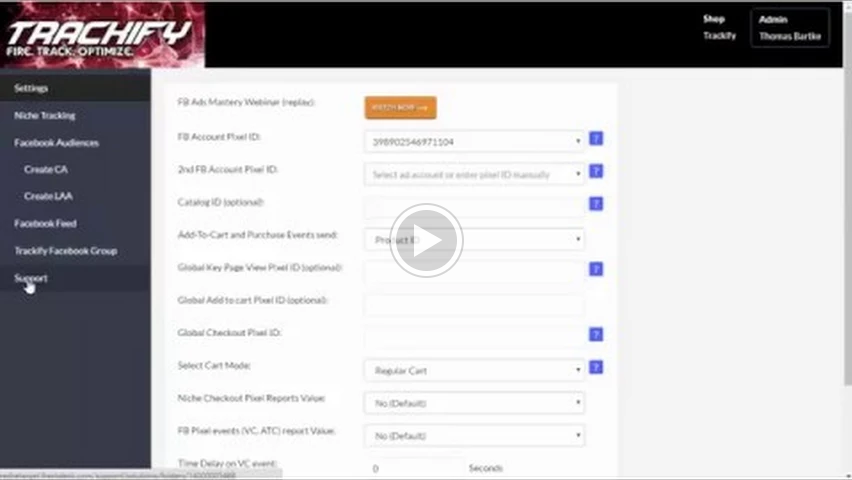 TRACKIFY
FIRE. TRACK. OPTIMIZE.
Shop
Trackify
Admin
Thomas Bartke
Settings
Niche Tracking
Facebook Audiences
Create CA
Create LAA
Facebook Feed
Trackify Facebook Group
Support
FB Ads Mastery Webinar (replay):
WATCH NOW
FB Account Pixel ID:
398902546971104
?
2nd FB Account Pixel ID:
Select ad account or enter pixel ID manually
?
Catalog ID (optional):
?
Add-To-Cart and Purchase Events send:
Product ID
Global Key Page View Pixel ID (optional):
?
Global Add to cart Pixel ID (optional):
Global Checkout Pixel ID:
?
Select Cart Mode:
Regular Cart
?
Niche Checkout Pixel Reports Value:
No (Default)
FB Pixel events (VC, ATC) report Value:
No (Default)
Time Delay on VC event:
0
Seconds